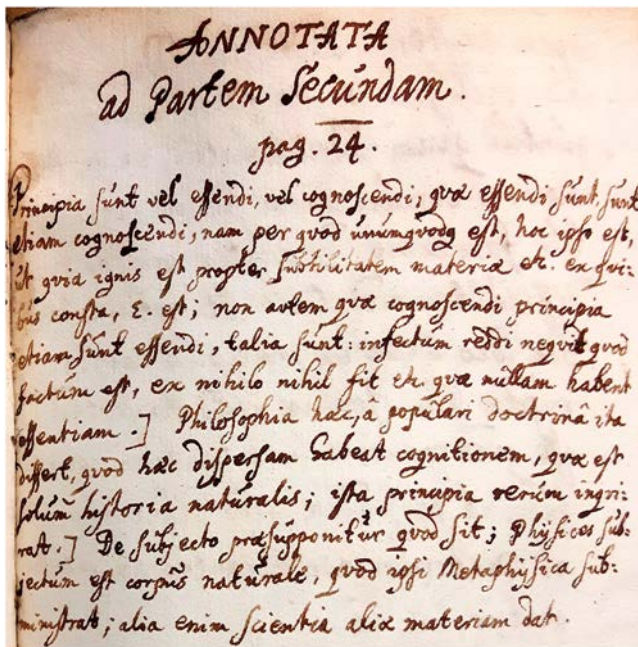 ANNOTATA
ad Partem Secundam.
pag. 24.
Principia sunt vel essendi, vel cognoscendi; quæ essendi sunt, sunt
etiam cognoscendi, nam per quod unumquodq est, hoc ipso est,
ut quia ignis est propter subtilitatem materiæ etc. ex qvi:
bus consta, E. est; non autem quæ cognoscendi principia
etiam sunt essendi, talia sunt: infectum reddi nequit quod
factum est, ex nihilo nihil fit etc. quæ nullam habent
essentiam.] Philosophia hæc, â populari doctrinâ ita
differt, quod hæc dispersam habeat cognitionem, quæ est
solum historia naturalis; ista principia rerum inqvi:
rat.] De subjecto præsupponitur quod sit; Physices sub:
jectum est corpus naturale, quod ipsi Metaphysica sub:
ministrat; alia enim scientia aliæ materiam dat.